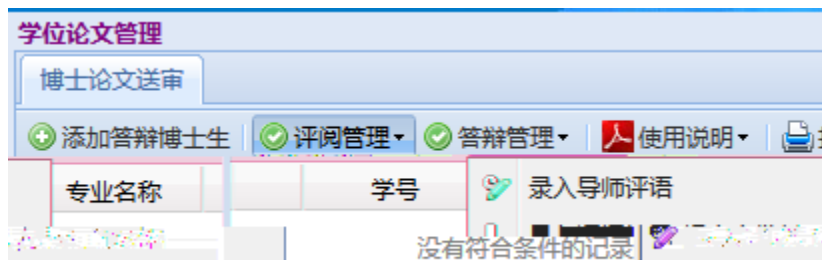 学位论文管理
博士论文送审
添加答辩博士生 评阅管理 答辩管理 使用说明
专业名称 学号 录入导师评语
没有符合条件的记录